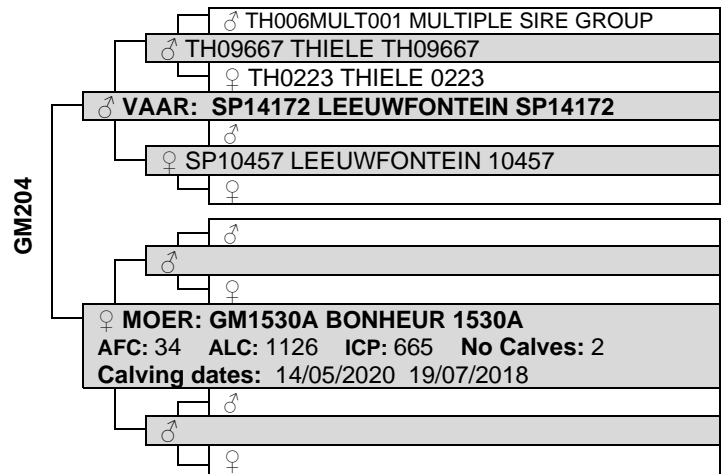 ♂ TH006MULT001 MULTIPLE SIRE GROUP
♂ TH09667 THIELE TH09667
♀ TH0223 THIELE 0223
♂ VAAR: SP14172 LEEUWFONTEIN SP14172
♂
♀ SP10457 LEEUWFONTEIN 10457
♀
GM204
♂
♂
♀
♀ MOER: GM1530A BONHEUR 1530A
AFC: 34 ALC: 1126 ICP: 665 No Calves: 2
Calving dates: 14/05/2020 19/07/2018
♂
♂
♀